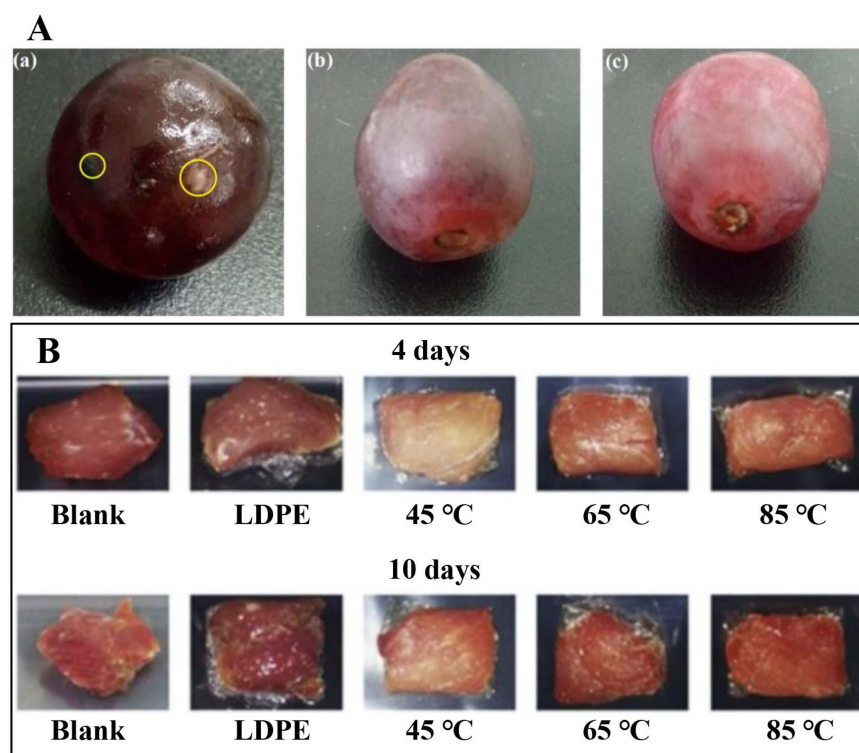 A
(a) (b) (c)
B
4 days
Blank LDPE 45 ℃ 65 ℃ 85 ℃
10 days
Blank LDPE 45 ℃ 65 ℃ 85 ℃